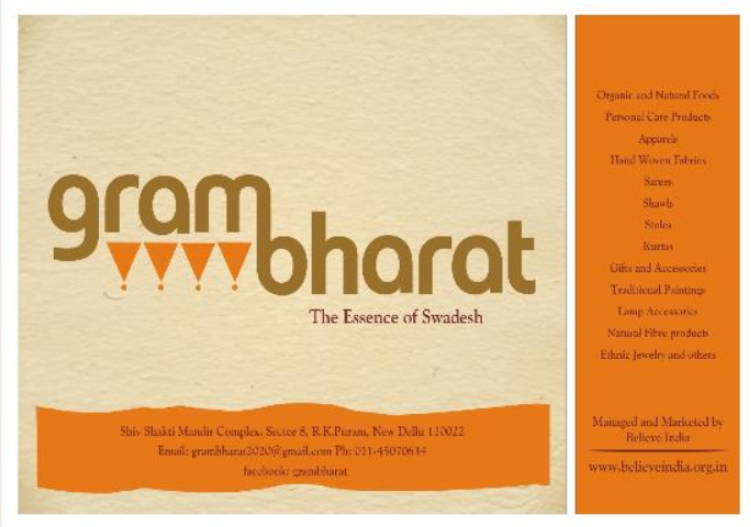 gram
bharat
The Essence of Swadesh
Shiv Shakti Mandir Complex, Sector 8, R.K.Puram, New Delhi 110022
Email: grambharat2020@gmail.com Ph: 011-45070634
facebook: grambharat
Organic and Natural Foods
Personal Care Products
Apparels
Hand Woven Fabrics
Sarees
Shawls
Stoles
Kurtas
Gifts and Accessories
Traditional Paintings
Lamp Accessories
Natural Fibre products
Ethnic Jewelry and others
Managed and Marketed by
Believe India
www.believeindia.org.in